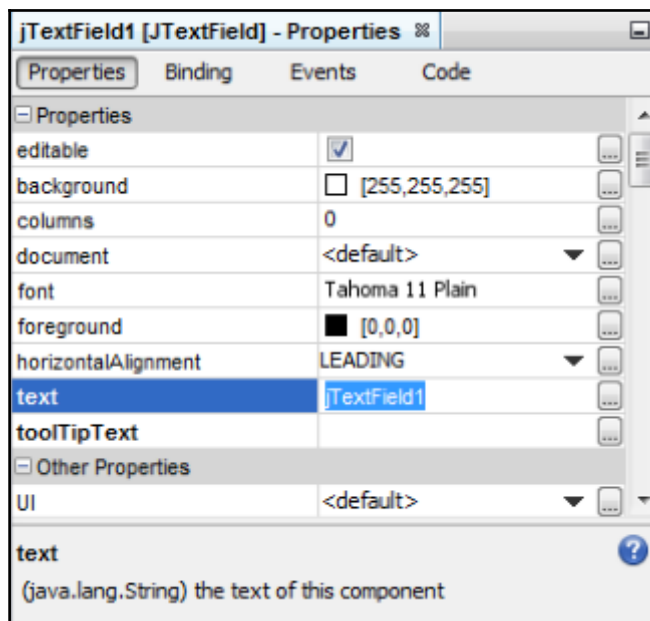 jTextField1 [JTextField] - Properties
Properties Binding Events Code
Properties
editable
background [255,255,255]
columns 0
document <default>
font Tahoma 11 Plain
foreground [0,0,0]
horizontalAlignment LEADING
text jTextField1
toolTipText
Other Properties
UI <default>
text
(java.lang.String) the text of this component